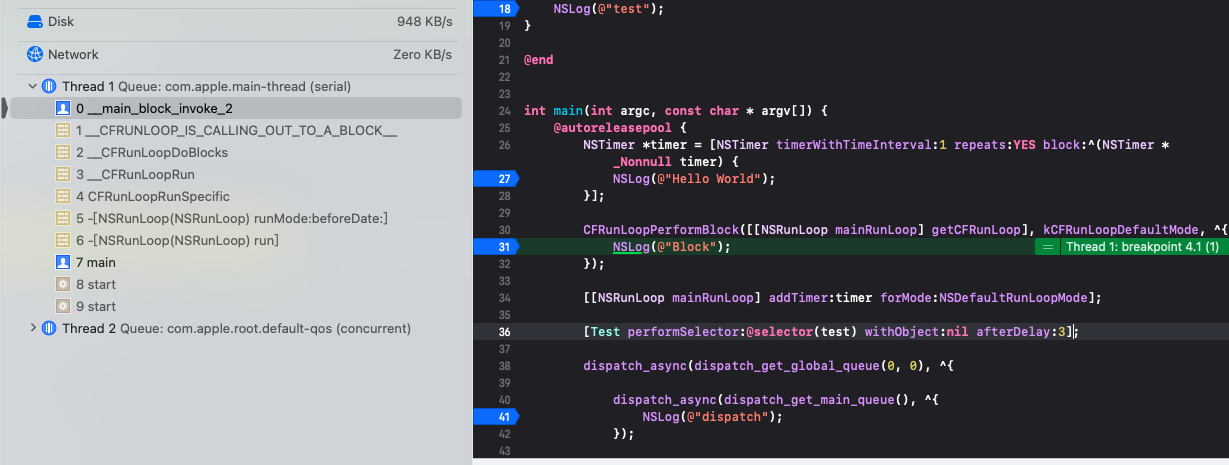 Disk 948 KB/s
Network Zero KB/s
Thread 1 Queue: com.apple.main-thread (serial)
0 __main_block_invoke_2
1 __CFRUNLOOP_IS_CALLING_OUT_TO_A_BLOCK__
2 __CFRunLoopDoBlocks
3 __CFRunLoopRun
4 CFRunLoopRunSpecific
5 -[NSRunLoop(NSRunLoop) runMode:beforeDate:]
6 -[NSRunLoop(NSRunLoop) run]
7 main
8 start
9 start
Thread 2 Queue: com.apple.root.default-qos (concurrent)
18 NSLog(@"test");
19 }
20
21 @end
22
23
24 int main(int argc, const char * argv[]) {
25 @autoreleasepool {
26 NSTimer *timer = [NSTimer timerWithTimeInterval:1 repeats:YES block:^(NSTimer *
_Nonnull timer) {
27 NSLog(@"Hello World");
28 }];
29
30 CFRunLoopPerformBlock([[NSRunLoop mainRunLoop] getCFRunLoop], kCFRunLoopDefaultMode, ^{
31 NSLog(@"Block"); = Thread 1: breakpoint 4.1 (1)
32 });
33
34 [[NSRunLoop mainRunLoop] addTimer:timer forMode:NSDefaultRunLoopMode];
35
36 [Test performSelector:@selector(test) withObject:nil afterDelay:3];
37
38 dispatch_async(dispatch_get_global_queue(0, 0), ^{
39
40 dispatch_async(dispatch_get_main_queue(), ^{
41 NSLog(@"dispatch");
42 });
43